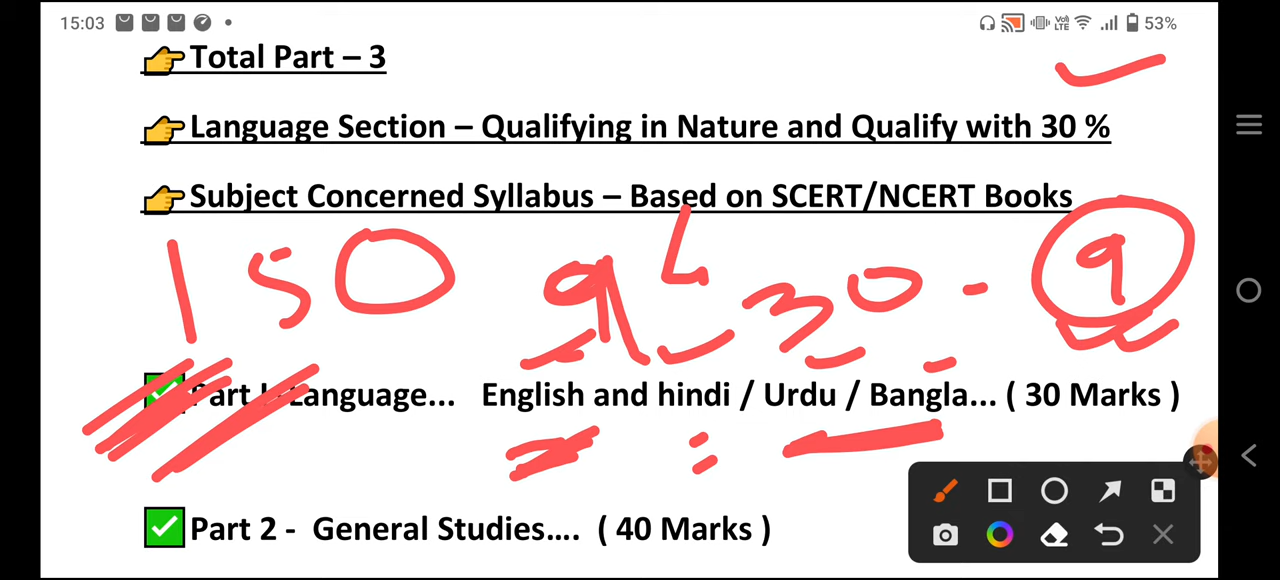 15:03 Vo) LTE 53%
Total Part – 3
Language Section – Qualifying in Nature and Qualify with 30 %
Subject Concerned Syllabus – Based on SCERT/NCERT Books
150 30 - 9
Part Language... English and hindi / Urdu / Bangla... ( 30 Marks )
Part 2 - General Studies.... ( 40 Marks )